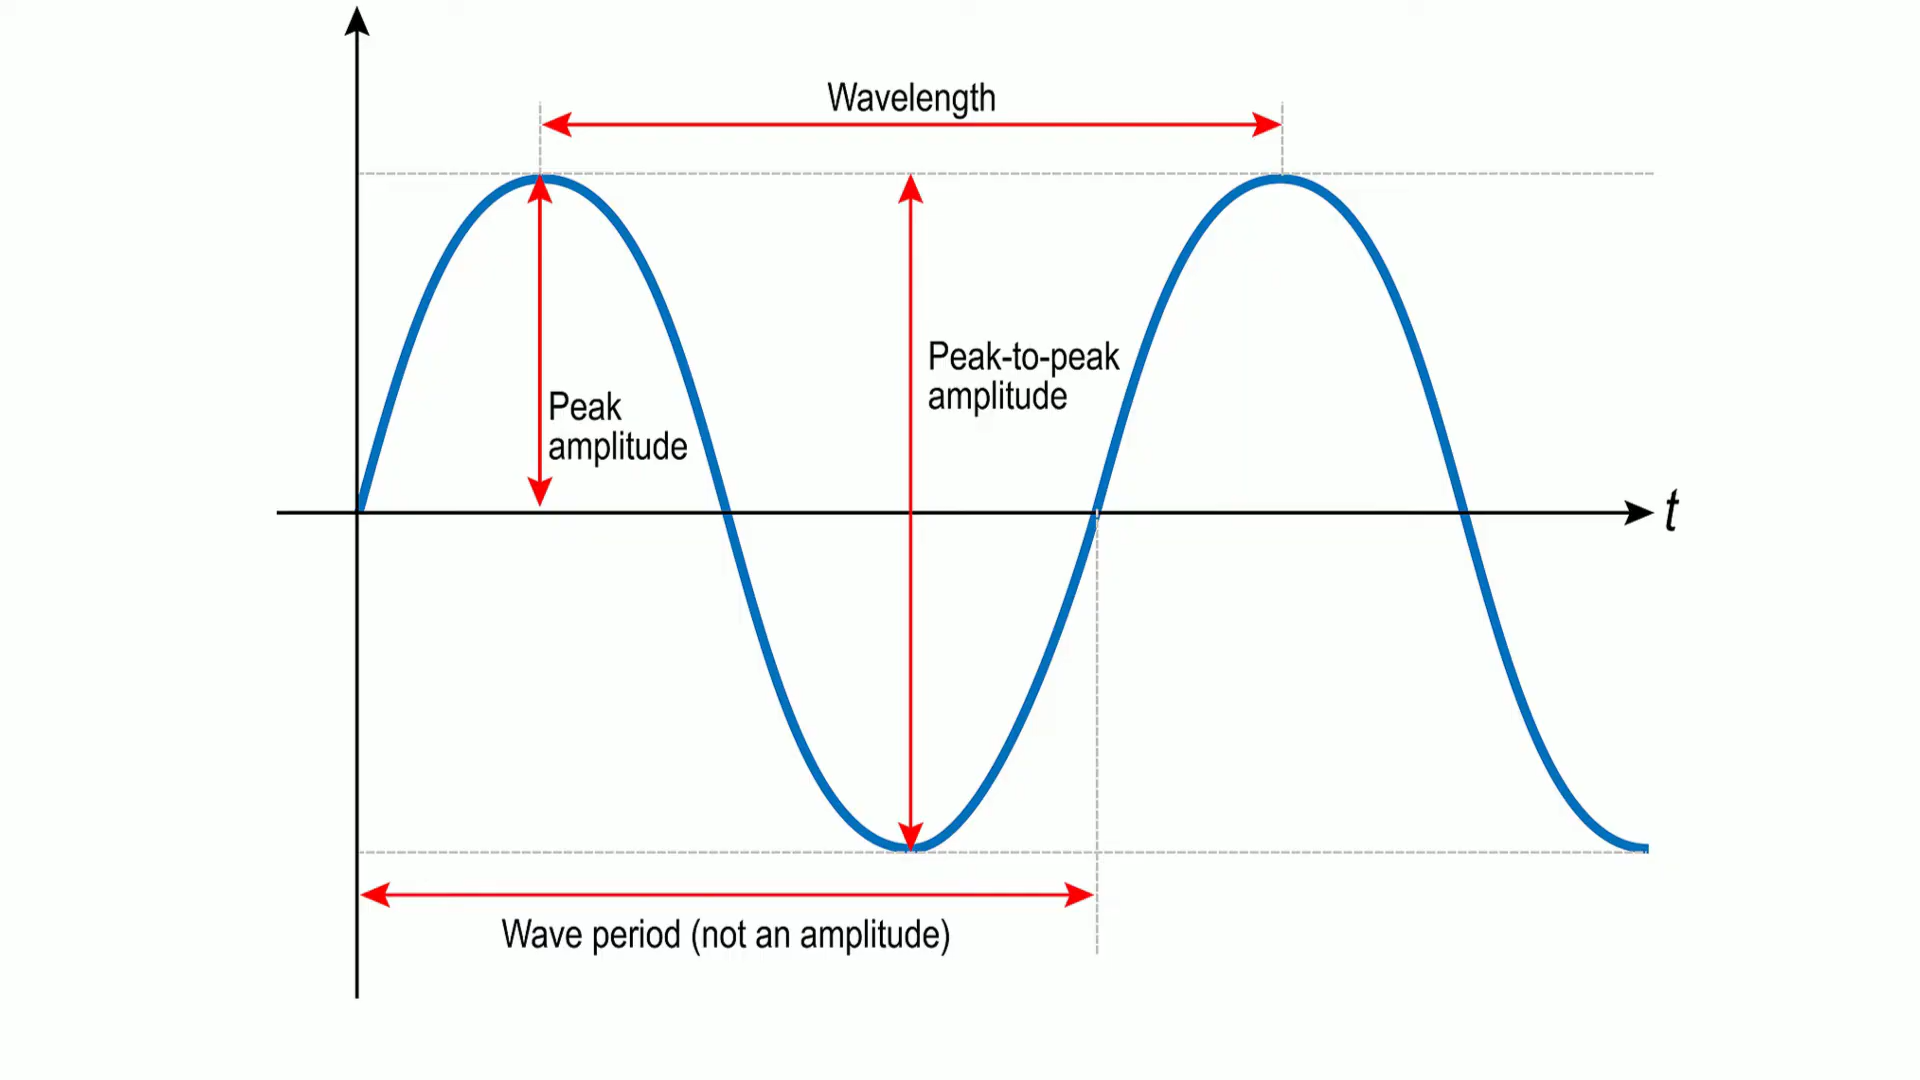 Wavelength
Peak-to-peak
amplitude
Peak
amplitude
t
Wave period (not an amplitude)